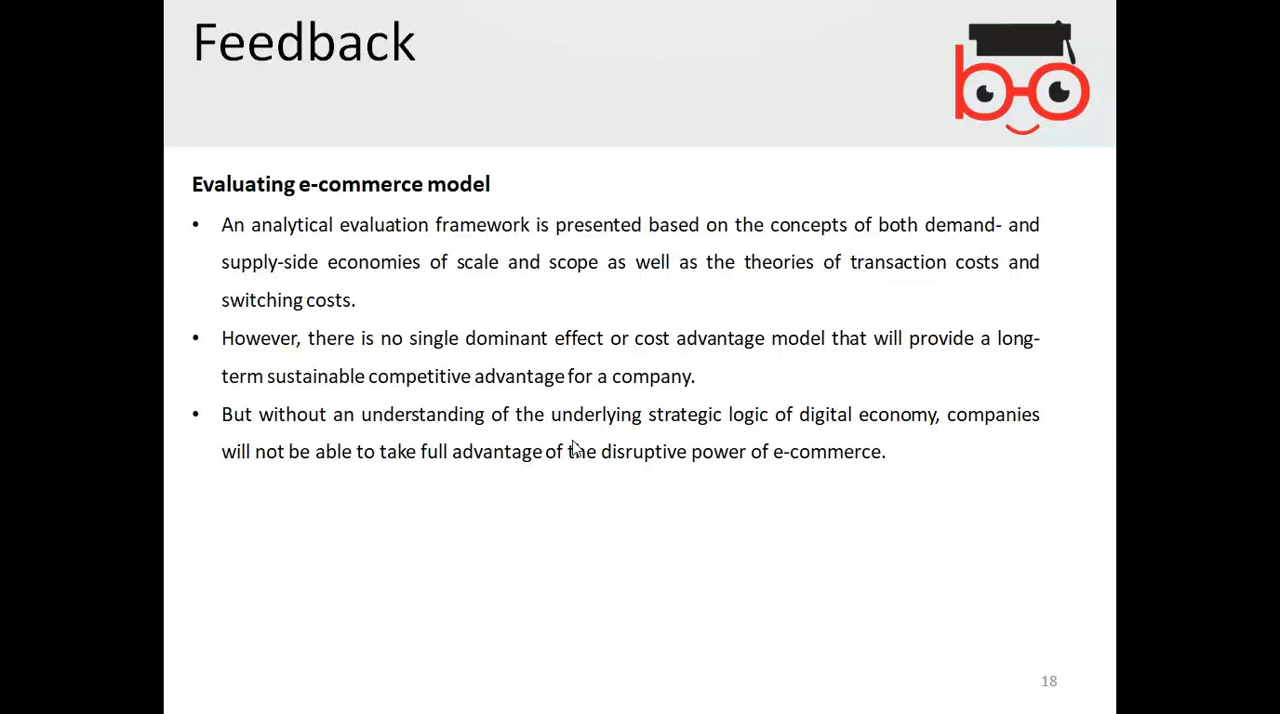 Feedback
Evaluating e-commerce model
• An analytical evaluation framework is presented based on the concepts of both demand- and
supply-side economies of scale and scope as well as the theories of transaction costs and
switching costs.
• However, there is no single dominant effect or cost advantage model that will provide a long-
term sustainable competitive advantage for a company.
• But without an understanding of the underlying strategic logic of digital economy, companies
will not be able to take full advantage of the disruptive power of e-commerce.
18